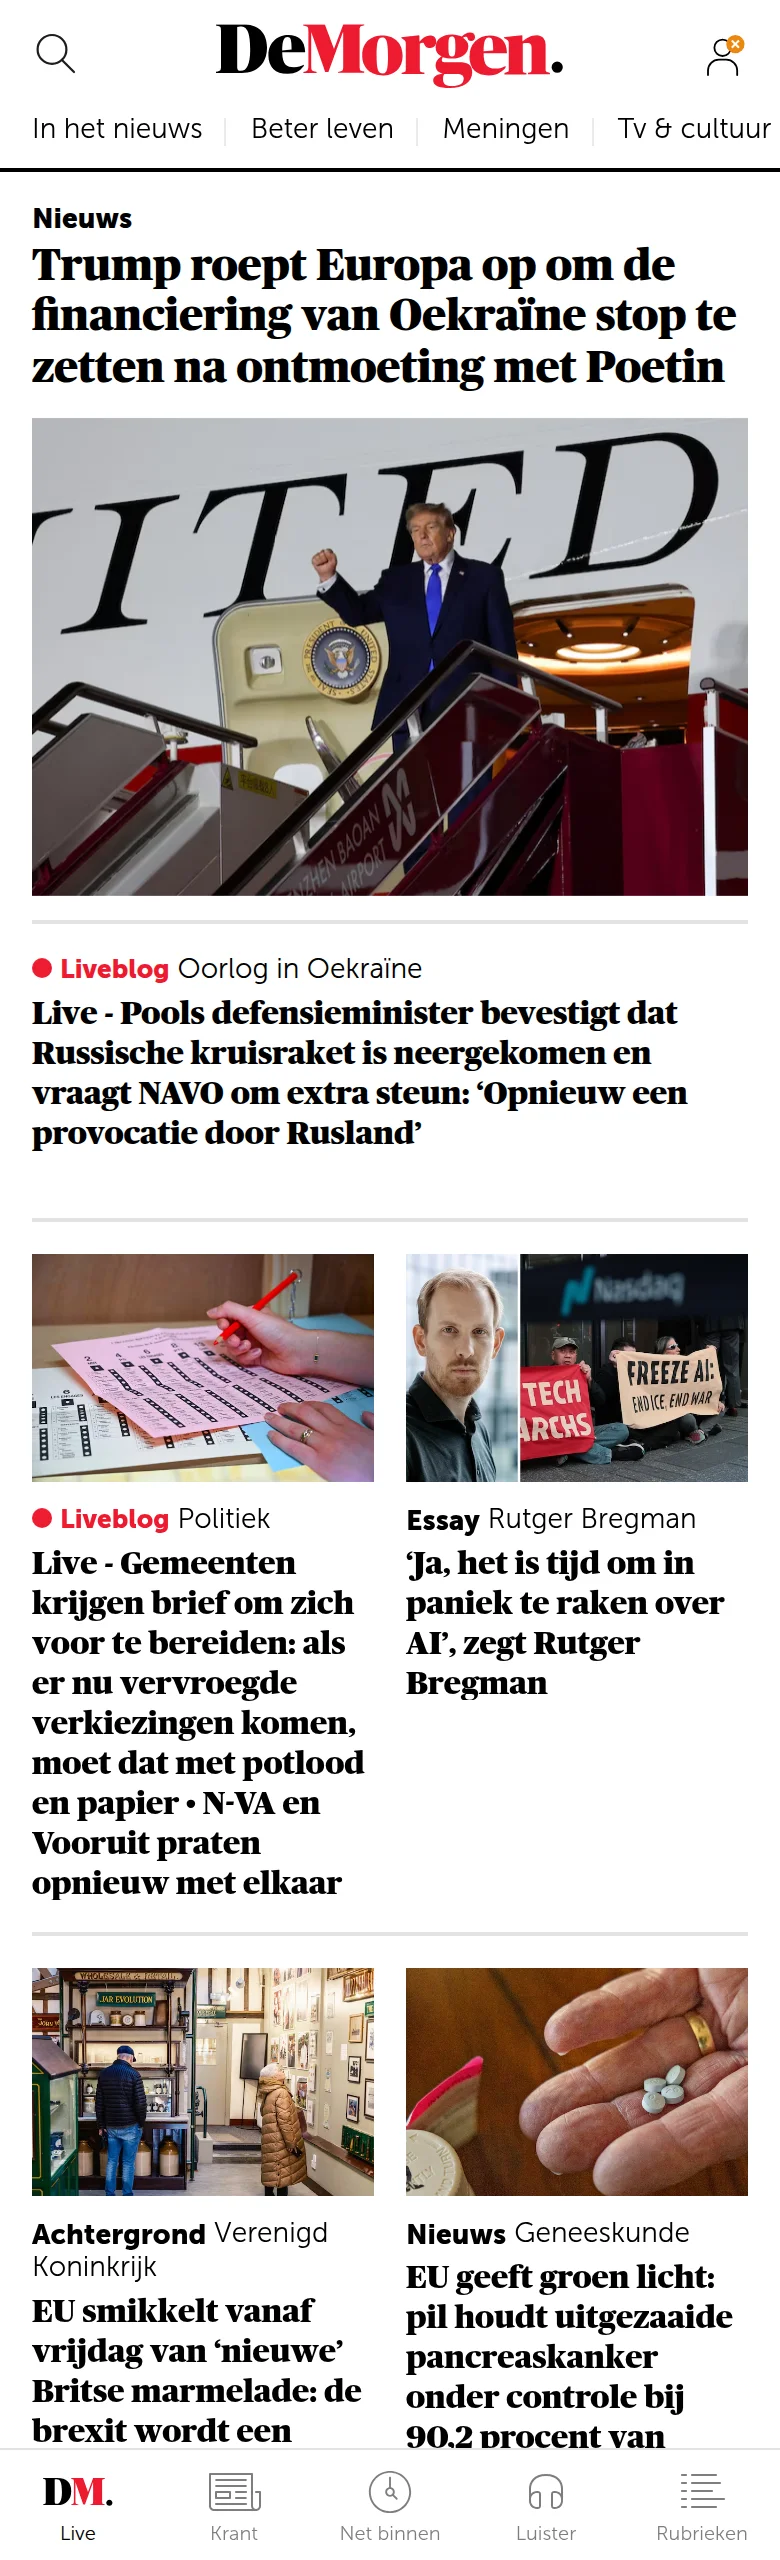 DeMorgen.
In het nieuws
Beter leven
Meningen
Tv & cultuur
Nieuws
Trump roept Europa op om de
financiering van Oekraïne stop te
zetten na ontmoeting met Poetin
ITED
Liveblog Oorlog in Oekraïne
Live - Pools defensieminister bevestigt dat
Russische kruisraket is neergekomen en
vraagt NAVO om extra steun: ‘Opnieuw een
provocatie door Rusland’
Nasdaq
TECH
ARCHS
FREEZE AI:
END ICE, END WAR
Liveblog Politiek
Live - Gemeenten
krijgen brief om zich
voor te bereiden: als
er nu vervroegde
verkiezingen komen,
moet dat met potlood
en papier • N-VA en
Vooruit praten
opnieuw met elkaar
Essay Rutger Bregman
‘Ja, het is tijd om in
paniek te raken over
AI’, zegt Rutger
Bregman
JAR EVOLUTION
Achtergrond Verenigd
Koninkrijk
EU smikkelt vanaf
vrijdag van ‘nieuwe’
Britse marmelade: de
brexit wordt een
Nieuws Geneeskunde
EU geeft groen licht:
pil houdt uitgezaaide
pancreaskanker
onder controle bij
90,2 procent van
DM.
Live
Krant
Net binnen
Luister
Rubrieken